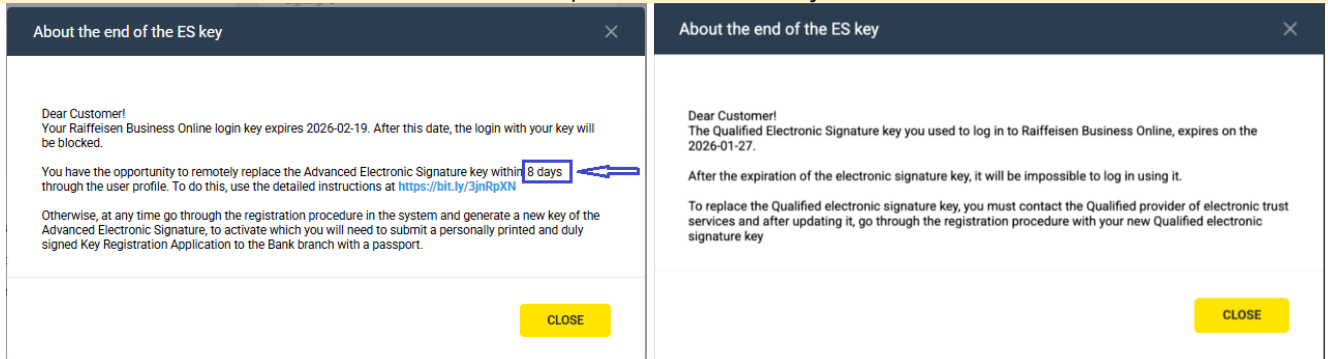 About the end of the ES key
Dear Customer!
Your Raiffeisen Business Online login key expires 2026-02-19. After this date, the login with your key will
be blocked.
You have the opportunity to remotely replace the Advanced Electronic Signature key within 8 days
through the user profile. To do this, use the detailed instructions at https://bit.ly/3jnRpXN
Otherwise, at any time go through the registration procedure in the system and generate a new key of the
Advanced Electronic Signature, to activate which you will need to submit a personally printed and duly
signed Key Registration Application to the Bank branch with a passport.
CLOSE
About the end of the ES key
Dear Customer!
The Qualified Electronic Signature key you used to log in to Raiffeisen Business Online, expires on the
2026-01-27.
After the expiration of the electronic signature key, it will be impossible to log in using it.
To replace the Qualified electronic signature key, you must contact the Qualified provider of electronic trust
services and after updating it, go through the registration procedure with your new Qualified electronic
signature key
CLOSE